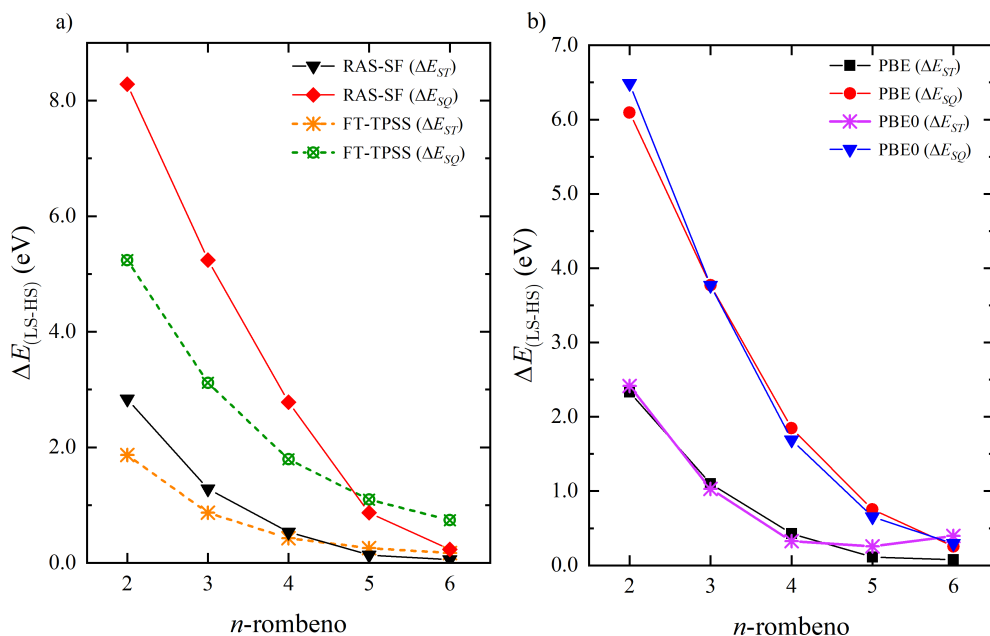 a)
RAS-SF (ΔE_ST)
RAS-SF (ΔE_SQ)
FT-TPSS (ΔE_ST)
FT-TPSS (ΔE_SQ)
8.0
6.0
4.0
2.0
0.0
ΔE_(LS-HS) (eV)
2 3 4 5 6
n-rombeno
b)
PBE (ΔE_ST)
PBE (ΔE_SQ)
PBE0 (ΔE_ST)
PBE0 (ΔE_SQ)
7.0
6.0
5.0
4.0
3.0
2.0
1.0
0.0
ΔE_(LS-HS) (eV)
2 3 4 5 6
n-rombeno